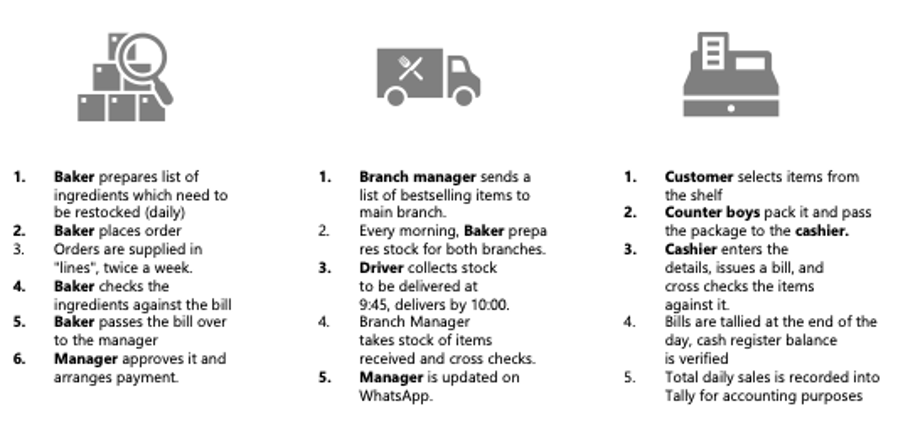 1. Baker prepares list of
ingredients which need to
be restocked (daily)
2. Baker places order
3. Orders are supplied in
"lines", twice a week.
4. Baker checks the
ingredients against the bill
5. Baker passes the bill over
to the manager
6. Manager approves it and
arranges payment.
1. Branch manager sends a
list of bestselling items to
main branch.
2. Every morning, Baker prepa
res stock for both branches.
3. Driver collects stock
to be delivered at
9:45, delivers by 10:00.
4. Branch Manager
takes stock of items
received and cross checks.
5. Manager is updated on
WhatsApp.
1. Customer selects items from
the shelf
2. Counter boys pack it and pass
the package to the cashier.
3. Cashier enters the
details, issues a bill, and
cross checks the items
against it.
4. Bills are tallied at the end of the
day, cash register balance
is verified
5. Total daily sales is recorded into
Tally for accounting purposes